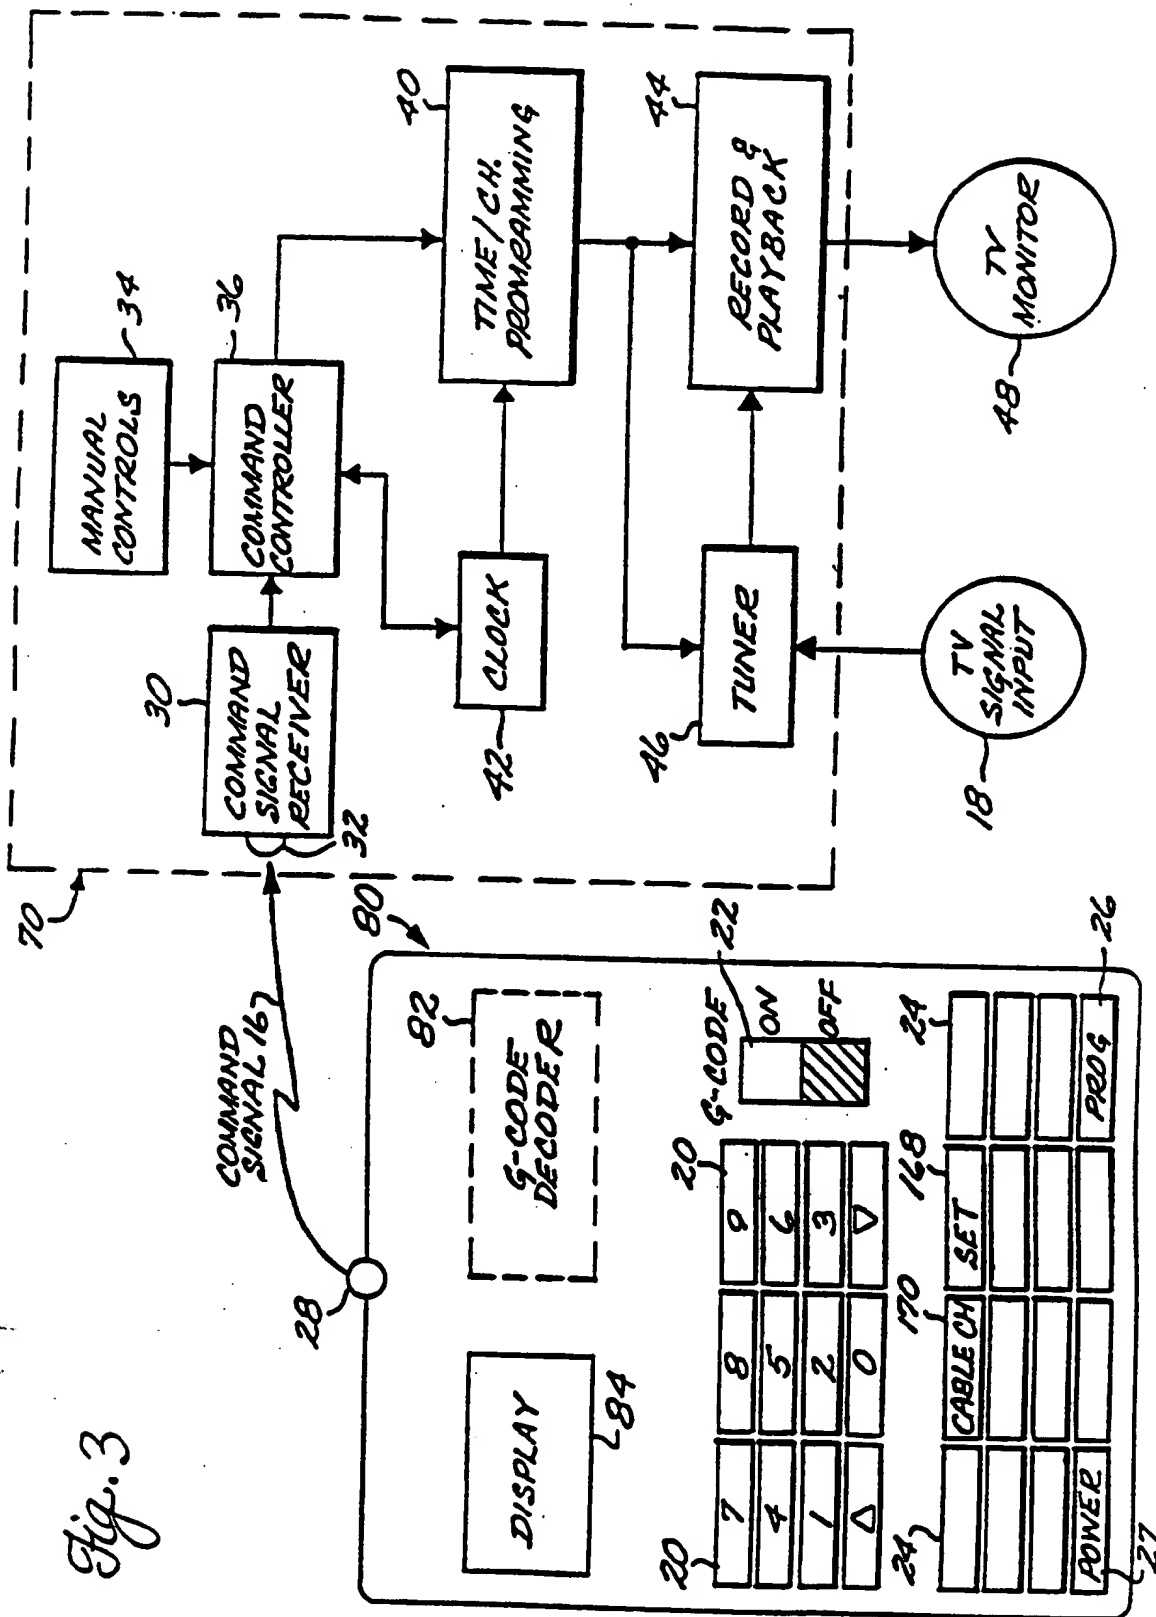 Fig. 3
COMMAND
SIGNAL 16
28
80
DISPLAY
84
82
G-CODE
DECODER
G-CODE
22
ON
OFF
20
20
7 8 9
4 5 6
1 2 3
△ 0 ▽
24
170
168
24
CABLE CH
SET
POWER
PROG
27
26
70
30
COMMAND
SIGNAL
RECEIVER
32
MANUAL
CONTROLS
34
COMMAND
CONTROLLER
36
CLOCK
42
TIME/CH.
PROMRAMMING
40
TUNER
46
RECORD &
PLAYBACK
44
TV
SIGNAL
INPUT
18
TV
MONITOR
48